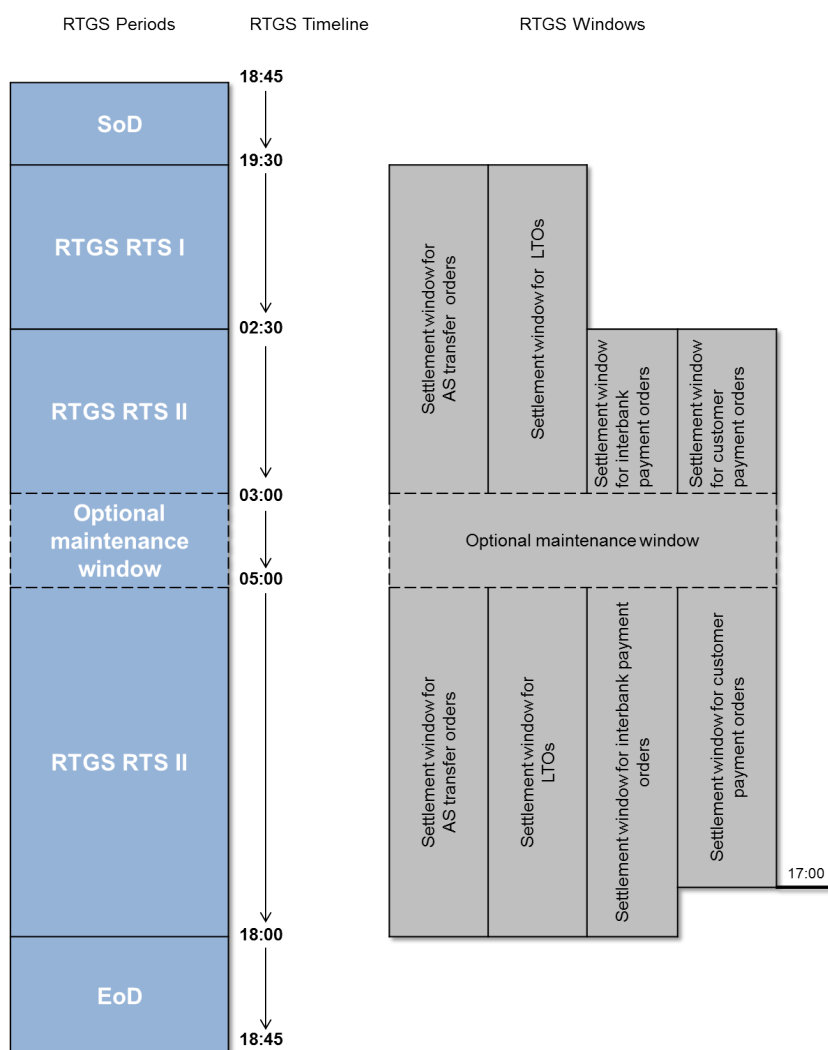 RTGS Periods
RTGS Timeline
RTGS Windows
18:45
SoD
19:30
RTGS RTS I
Settlement window for
AS transfer orders
Settlement window for LTOs
02:30
RTGS RTS II
Settlement window
for interbank
payment orders
Settlement window
for customer
payment orders
03:00
Optional
maintenance
window
Optional maintenance window
05:00
RTGS RTS II
Settlement window for
AS transfer orders
Settlement window for
LTOs
Settlement window for interbank payment
orders
Settlement window for customer
payment orders
17:00
18:00
EoD
18:45